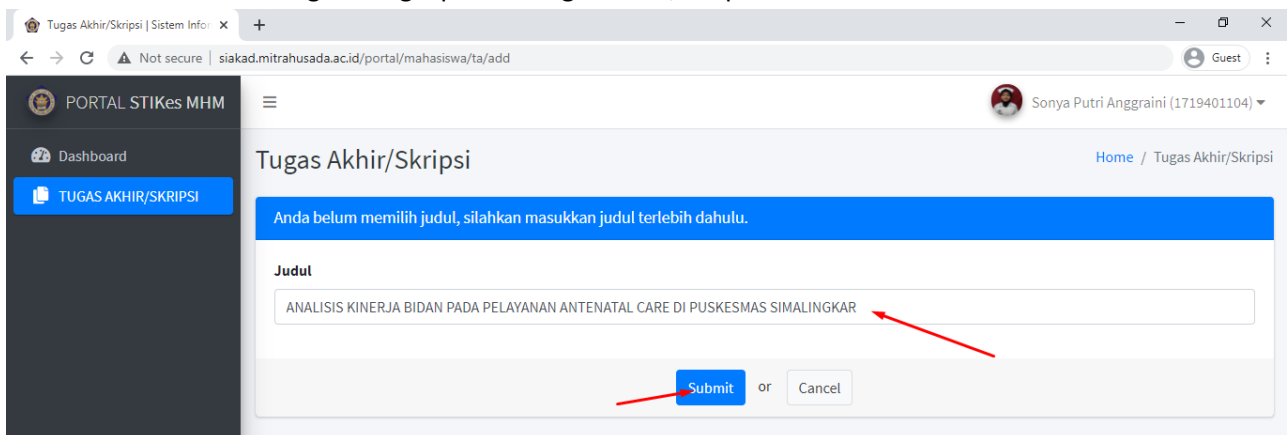 Tugas Akhir/Skripsi | Sistem Infor
Not secure | siakad.mitrahusada.ac.id/portal/mahasiswa/ta/add
Guest
PORTAL STIKes MHM
Sonya Putri Anggraini (1719401104)
Dashboard
TUGAS AKHIR/SKRIPSI
Tugas Akhir/Skripsi
Home / Tugas Akhir/Skripsi
Anda belum memilih judul, silahkan masukkan judul terlebih dahulu.
Judul
ANALISIS KINERJA BIDAN PADA PELAYANAN ANTENATAL CARE DI PUSKESMAS SIMALINGKAR
Submit or Cancel